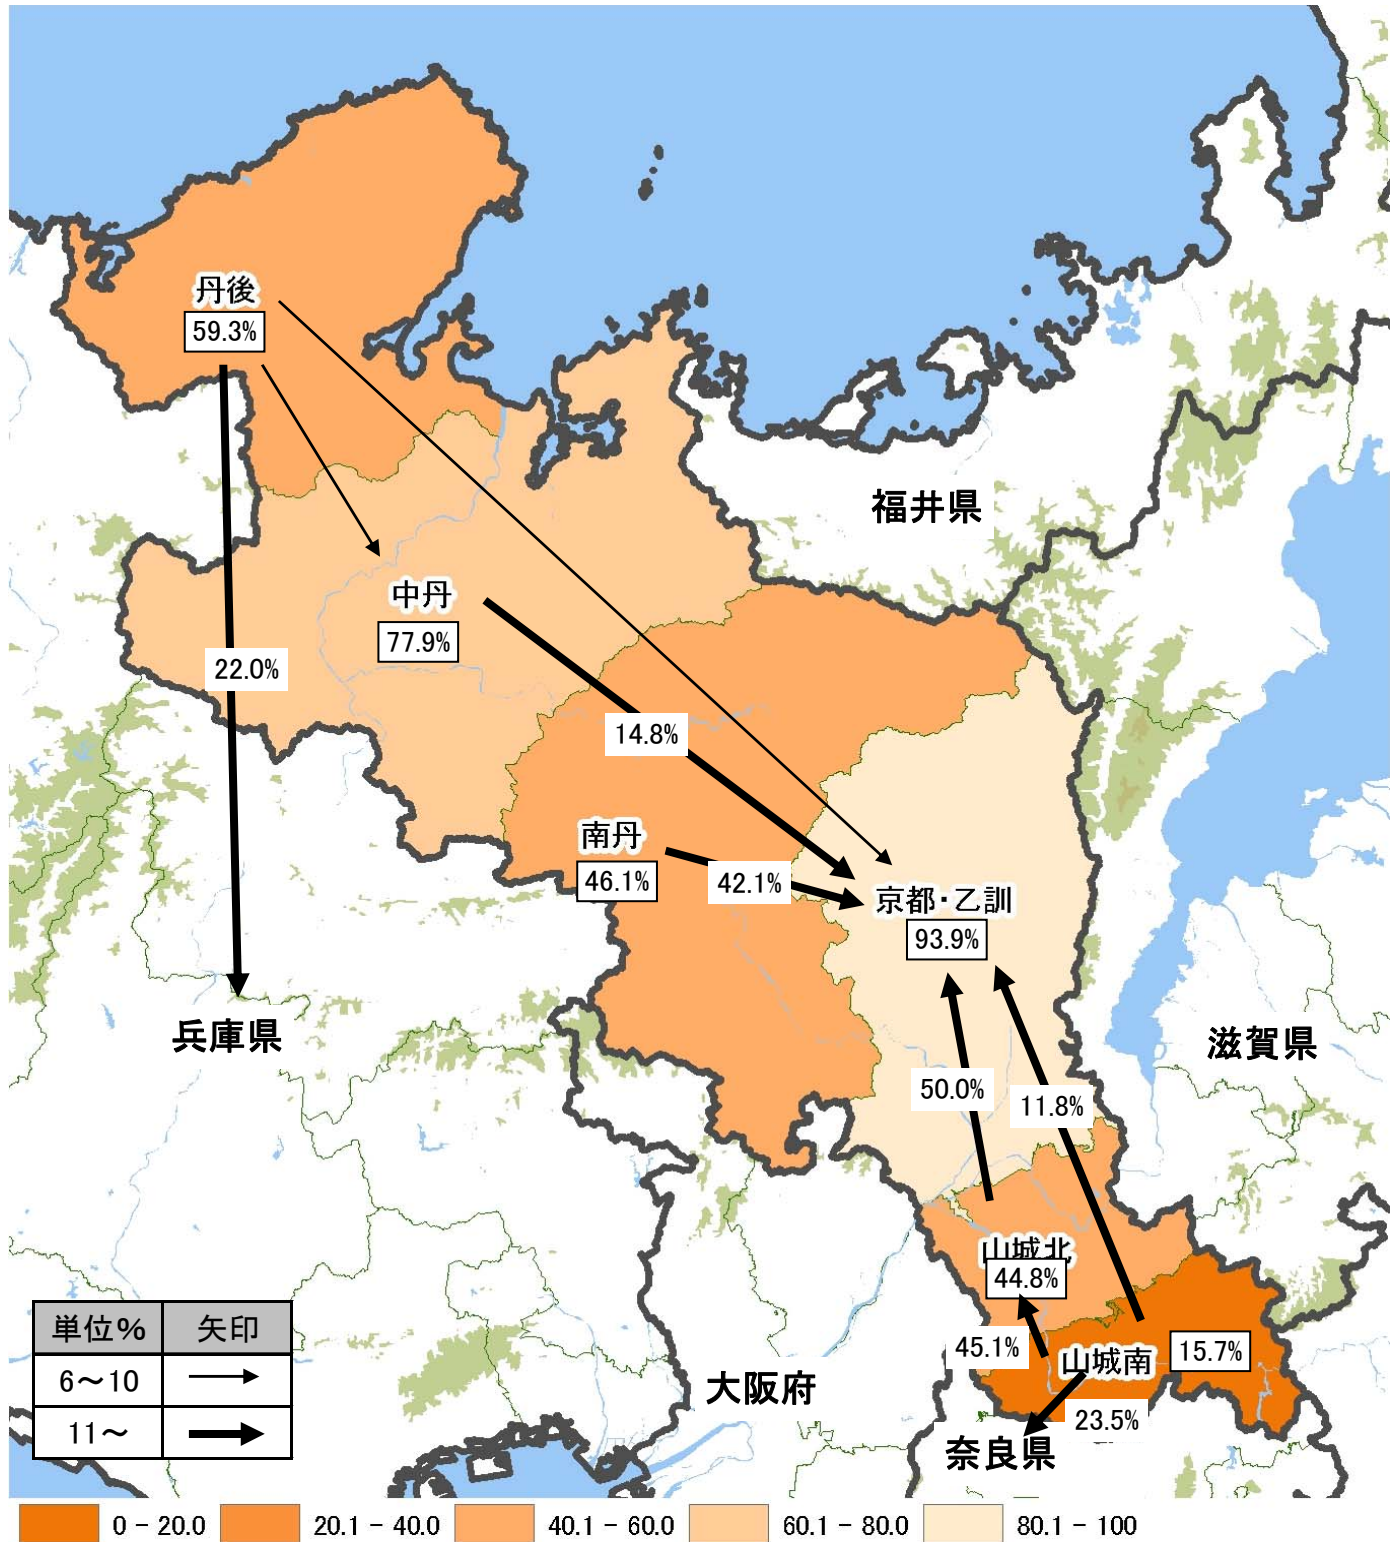 丹後
59.3%
福井県
中丹
77.9%
22.0%
14.8%
南丹
46.1%
42.1%
京都・乙訓
93.9%
兵庫県
滋賀県
50.0%
11.8%
山城北
44.8%
45.1%
山城南
15.7%
23.5%
大阪府
奈良県
単位% 矢印
6～10
11～
0 - 20.0 20.1 - 40.0 40.1 - 60.0 60.1 - 80.0 80.1 - 100